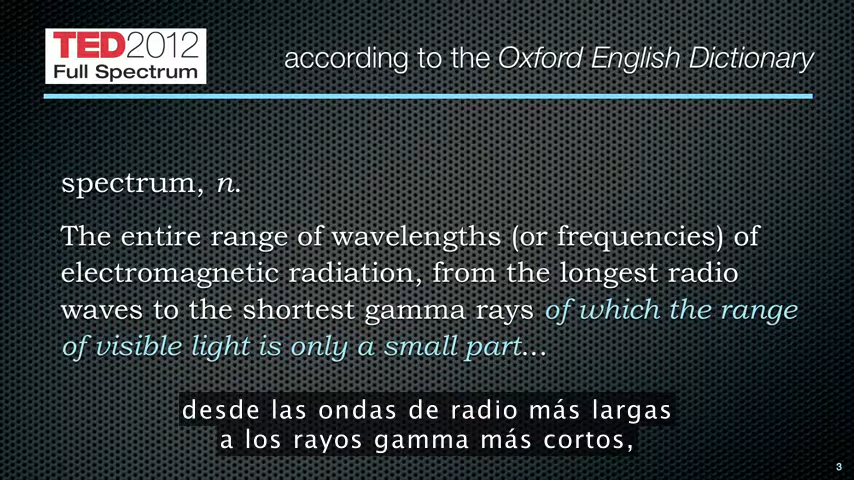 TED2012
Full Spectrum
according to the Oxford English Dictionary
spectrum, n.
The entire range of wavelengths (or frequencies) of
electromagnetic radiation, from the longest radio
waves to the shortest gamma rays of which the range
of visible light is only a small part...
desde las ondas de radio más largas
a los rayos gamma más cortos,
3